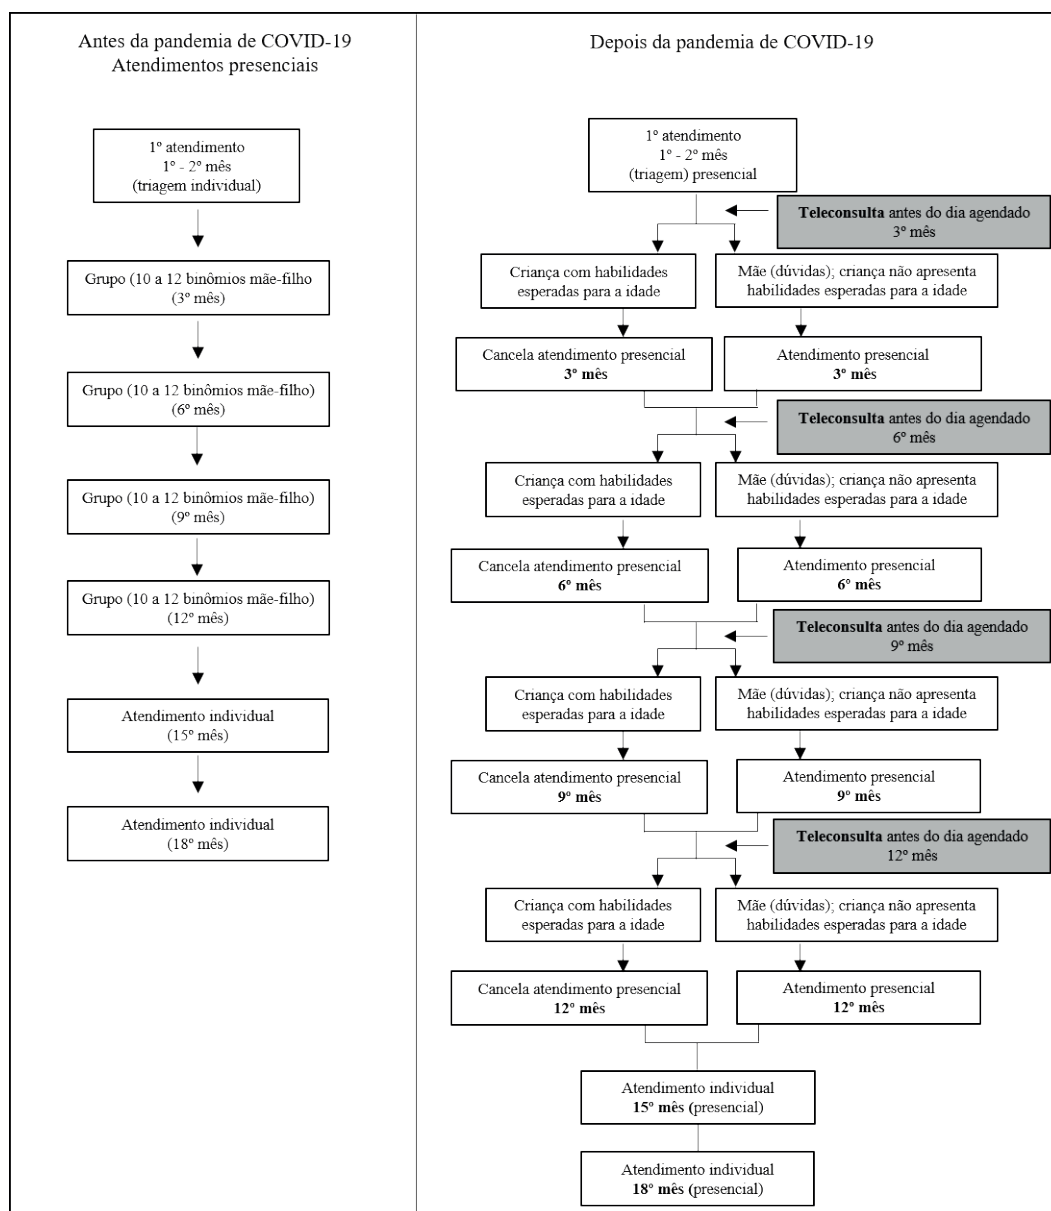 Antes da pandemia de COVID-19
Atendimentos presenciais
1º atendimento
1º - 2º mês
(triagem individual)
Grupo (10 a 12 binômios mãe-filho
(3º mês)
Grupo (10 a 12 binômios mãe-filho)
(6º mês)
Grupo (10 a 12 binômios mãe-filho)
(9º mês)
Grupo (10 a 12 binômios mãe-filho)
(12º mês)
Atendimento individual
(15º mês)
Atendimento individual
(18º mês)
Depois da pandemia de COVID-19
1º atendimento
1º - 2º mês
(triagem) presencial
Teleconsulta antes do dia agendado
3º mês
Criança com habilidades
esperadas para a idade
Mãe (dúvidas); criança não apresenta
habilidades esperadas para a idade
Cancela atendimento presencial
3º mês
Atendimento presencial
3º mês
Teleconsulta antes do dia agendado
6º mês
Criança com habilidades
esperadas para a idade
Mãe (dúvidas); criança não apresenta
habilidades esperadas para a idade
Cancela atendimento presencial
6º mês
Atendimento presencial
6º mês
Teleconsulta antes do dia agendado
9º mês
Criança com habilidades
esperadas para a idade
Mãe (dúvidas); criança não apresenta
habilidades esperadas para a idade
Cancela atendimento presencial
9º mês
Atendimento presencial
9º mês
Teleconsulta antes do dia agendado
12º mês
Criança com habilidades
esperadas para a idade
Mãe (dúvidas); criança não apresenta
habilidades esperadas para a idade
Cancela atendimento presencial
12º mês
Atendimento presencial
12º mês
Atendimento individual
15º mês (presencial)
Atendimento individual
18º mês (presencial)